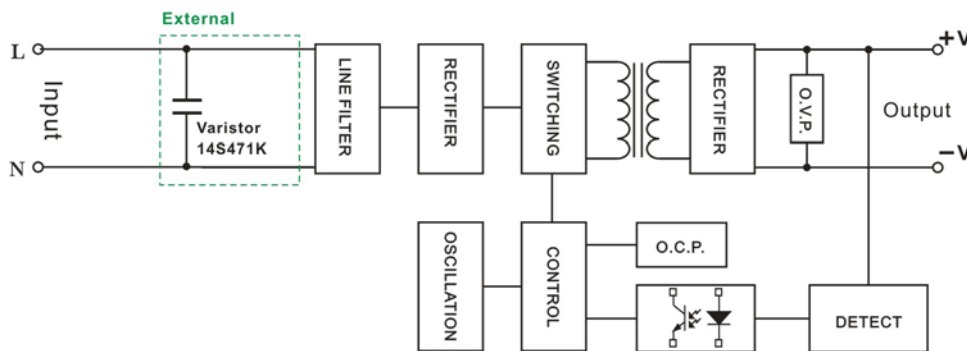 External
L
N
Input
Varistor
14S471K
LINE FILTER
RECTIFIER
SWITCHING
RECTIFIER
O.V.P.
+V
Output
−V
OSCILLATION
CONTROL
O.C.P.
DETECT